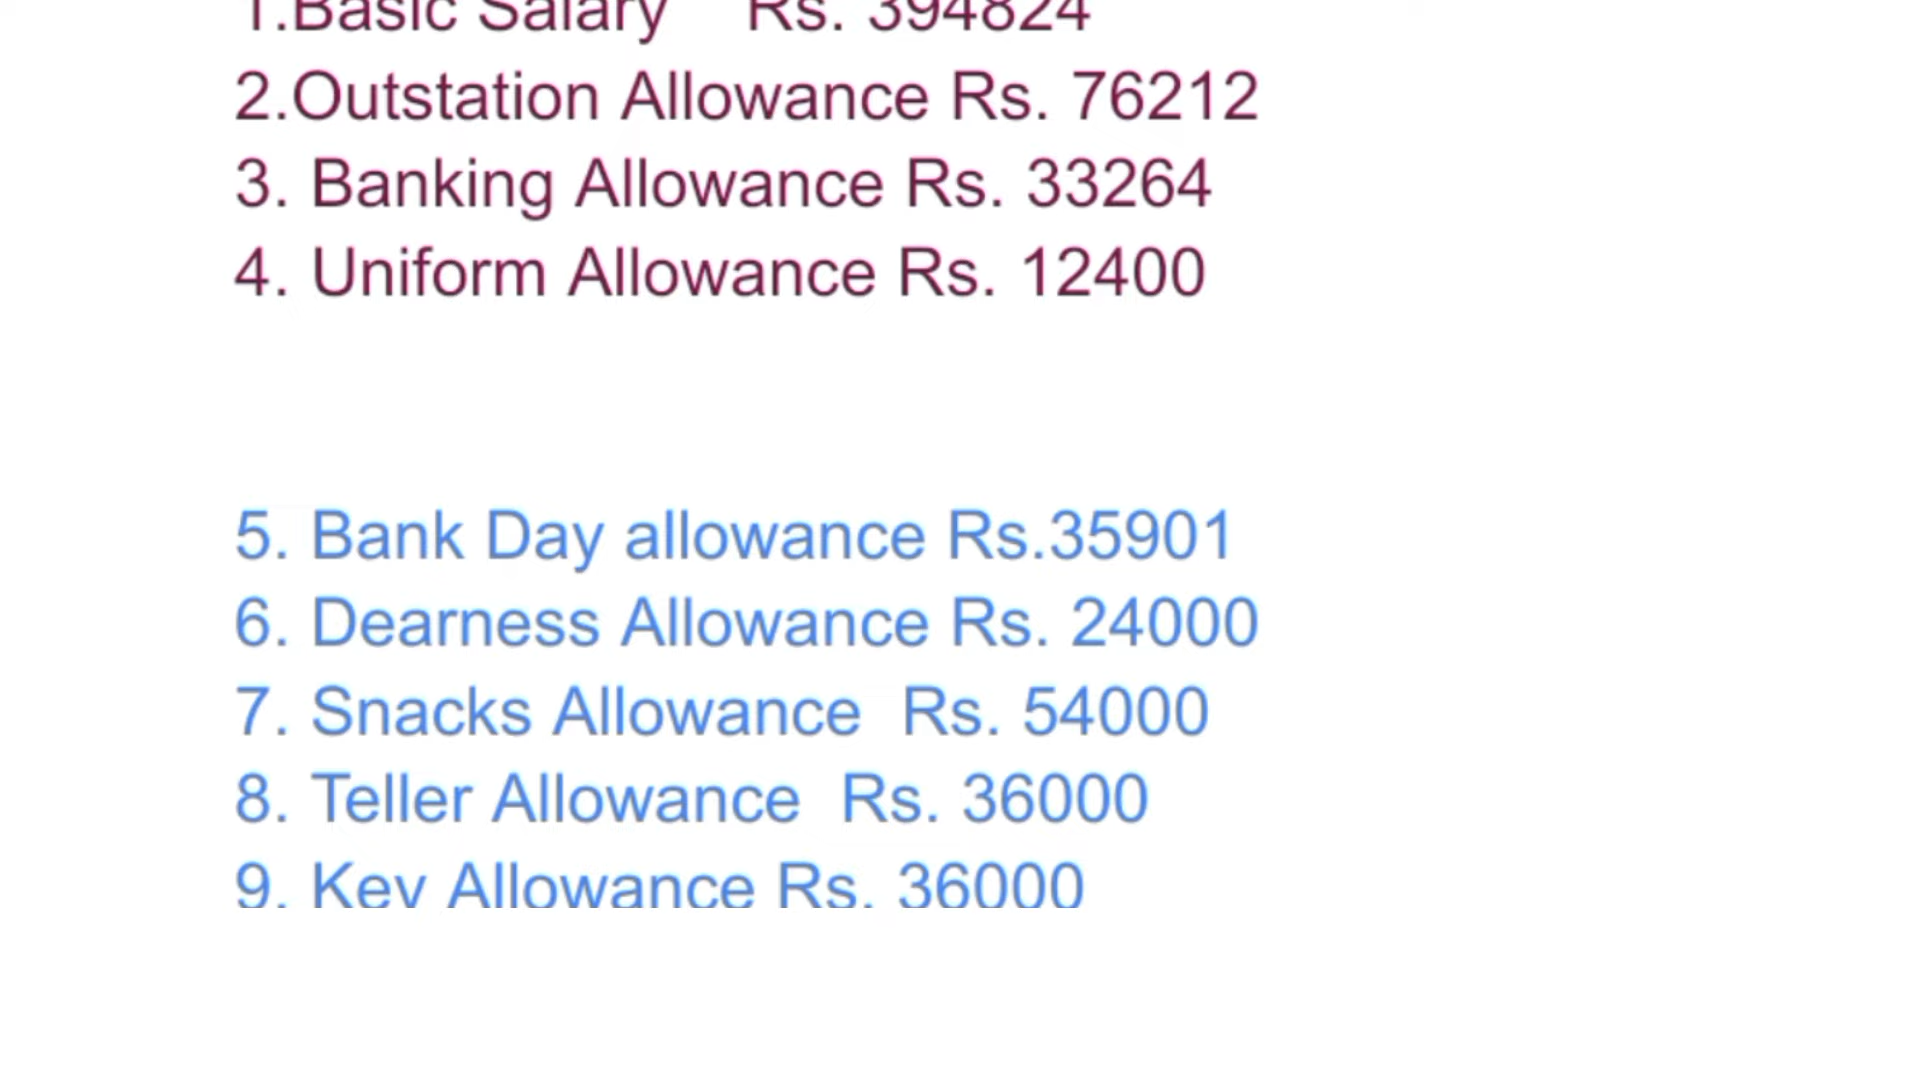 1.Basic Salary    Rs. 394824
2.Outstation Allowance Rs. 76212
3. Banking Allowance Rs. 33264
4. Uniform Allowance Rs. 12400
5. Bank Day allowance Rs.35901
6. Dearness Allowance Rs. 24000
7. Snacks Allowance  Rs. 54000
8. Teller Allowance  Rs. 36000
9. Key Allowance Rs. 36000